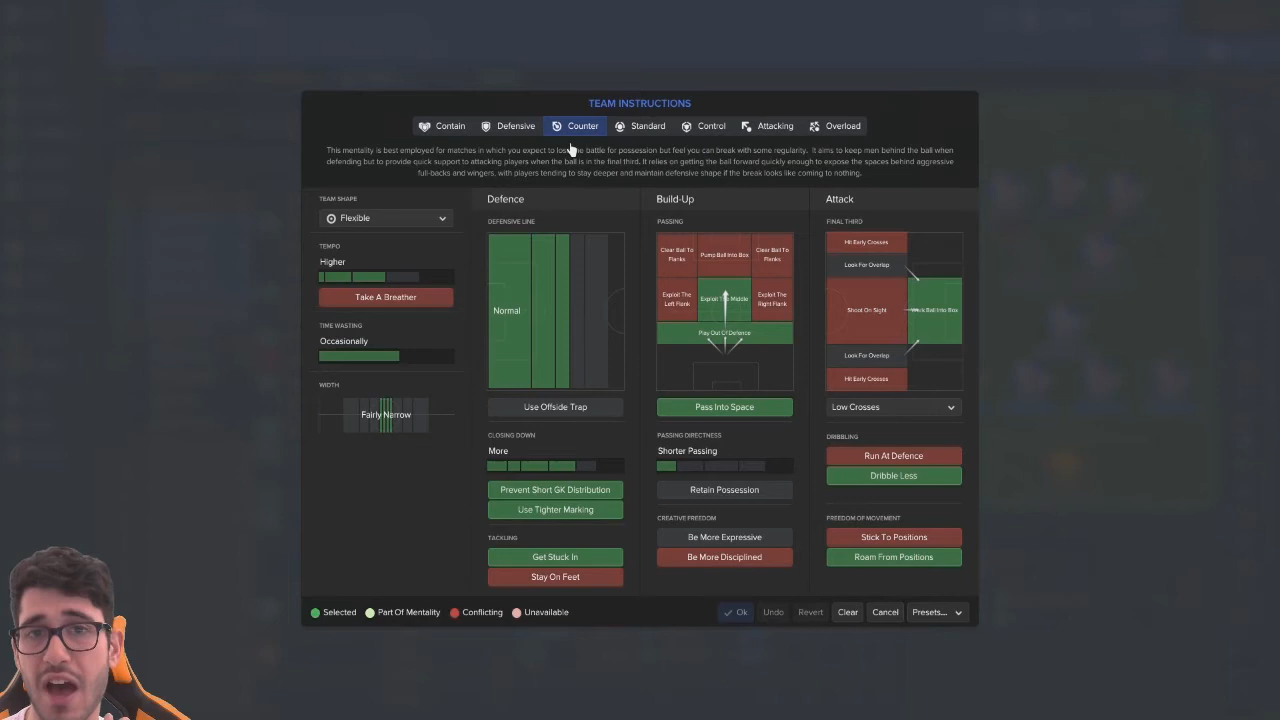 TEAM INSTRUCTIONS
Contain
Defensive
Counter
Standard
Control
Attacking
Overload
This mentality is best employed for matches in which you expect to lose the battle for possession but feel you can break with some regularity. It aims to keep men behind the ball when
defending but to provide quick support to attacking players when the ball is in the final third. It relies on getting the ball forward quickly enough to expose the spaces behind aggressive
full-backs and wingers, with players tending to stay deeper and maintain defensive shape if the break looks like coming to nothing.
TEAM SHAPE
Flexible
TEMPO
Higher
Take A Breather
TIME WASTING
Occasionally
WIDTH
Fairly Narrow
Defence
DEFENSIVE LINE
Normal
Use Offside Trap
CLOSING DOWN
More
Prevent Short GK Distribution
Use Tighter Marking
TACKLING
Get Stuck In
Stay On Feet
Build-Up
PASSING
Clear Ball To
Flanks
Pump Ball Into Box
Clear Ball To
Flanks
Exploit The
Left Flank
Exploit The Middle
Exploit The
Right Flank
Play Out Of Defence
Pass Into Space
PASSING DIRECTNESS
Shorter Passing
Retain Possession
CREATIVE FREEDOM
Be More Expressive
Be More Disciplined
Attack
FINAL THIRD
Hit Early Crosses
Look For Overlap
Shoot On Sight
Work Ball Into Box
Look For Overlap
Hit Early Crosses
Low Crosses
DRIBBLING
Run At Defence
Dribble Less
FREEDOM OF MOVEMENT
Stick To Positions
Roam From Positions
Selected
Part Of Mentality
Conflicting
Unavailable
Ok
Undo
Revert
Clear
Cancel
Presets...